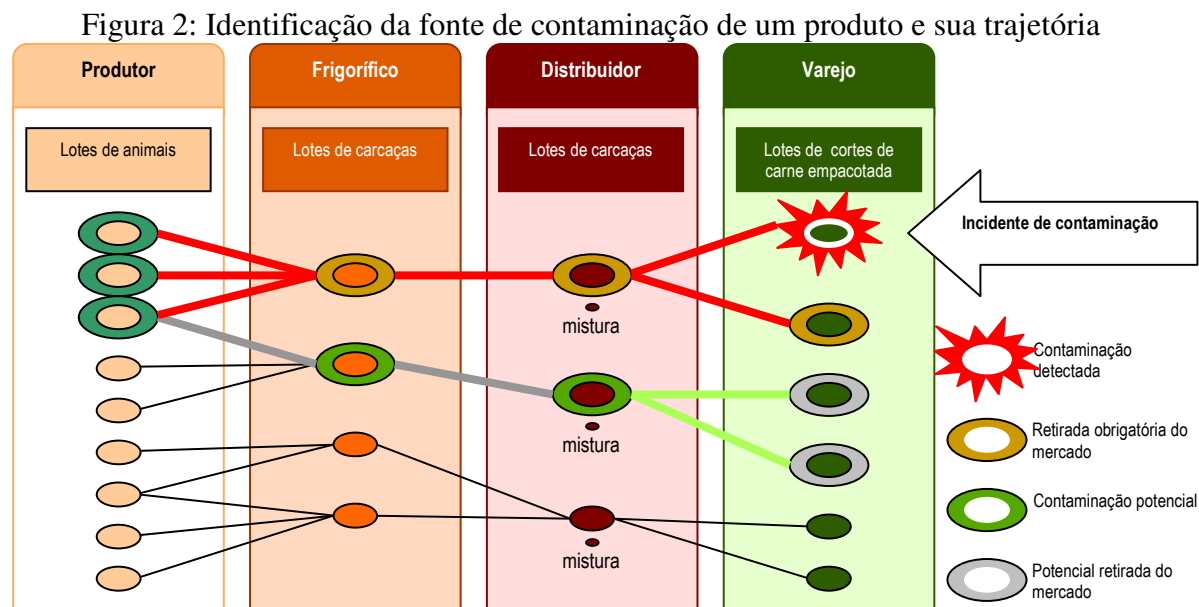 Figura 2: Identificação da fonte de contaminação de um produto e sua trajetória
Produtor
Frigorífico
Distribuidor
Varejo
Lotes de animais
Lotes de carcaças
Lotes de carcaças
Lotes de cortes de
carne empacotada
Incidente de contaminação
mistura
mistura
mistura
Contaminação
detectada
Retirada obrigatória do
mercado
Contaminação potencial
Potencial retirada do
mercado